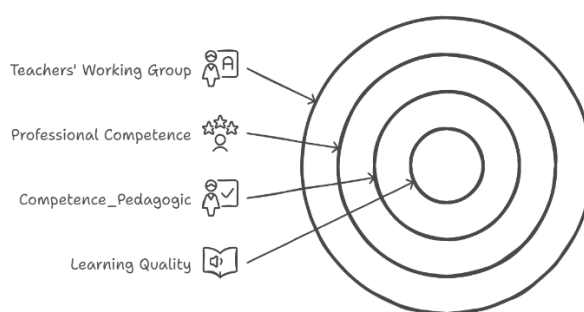 Teachers' Working Group
A
Professional Competence
Competence_Pedagogic
Learning Quality